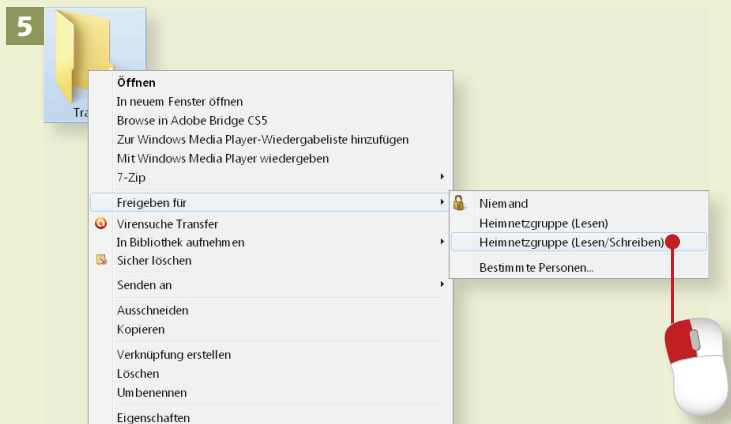 5
Öffnen
In neuem Fenster öffnen
Browse in Adobe Bridge CS5
Zur Windows Media Player-Wiedergabeliste hinzufügen
Mit Windows Media Player wiedergeben
7-Zip
Freigeben für
Virensuche Transfer
In Bibliothek aufnehmen
Sicher löschen
Senden an
Ausschneiden
Kopieren
Verknüpfung erstellen
Löschen
Umbenennen
Eigenschaften
Niemand
Heimnetzgruppe (Lesen)
Heimnetzgruppe (Lesen/Schreiben)
Bestimmte Personen...